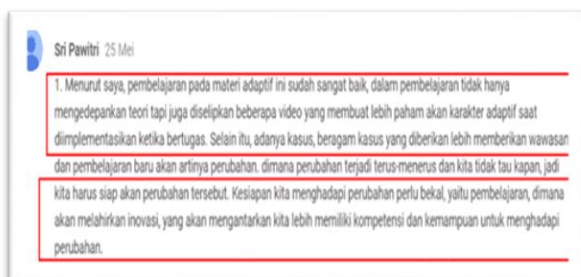 Sri Pawitri 25 Mei
1. Menurut saya, pembelajaran pada materi adaptif ini sudah sangat baik, dalam pembelajaran tidak hanya
mengedepankan teori tapi juga diselipkan beberapa video yang membuat lebih paham akan karakter adaptif saat
diimplementasikan ketika bertugas. Selain itu, adanya kasus, beragam kasus yang diberikan lebih memberikan wawasan
dan pembelajaran baru akan artinya perubahan. dimana perubahan terjadi terus-menerus dan kita tidak tau kapan, jadi
kita harus siap akan perubahan tersebut. Kesiapan kita menghadapi perubahan perlu bekal, yaitu pembelajaran, dimana
akan melahirkan inovasi, yang akan mengantarkan kita lebih memiliki kompetensi dan kemampuan untuk menghadapi
perubahan.